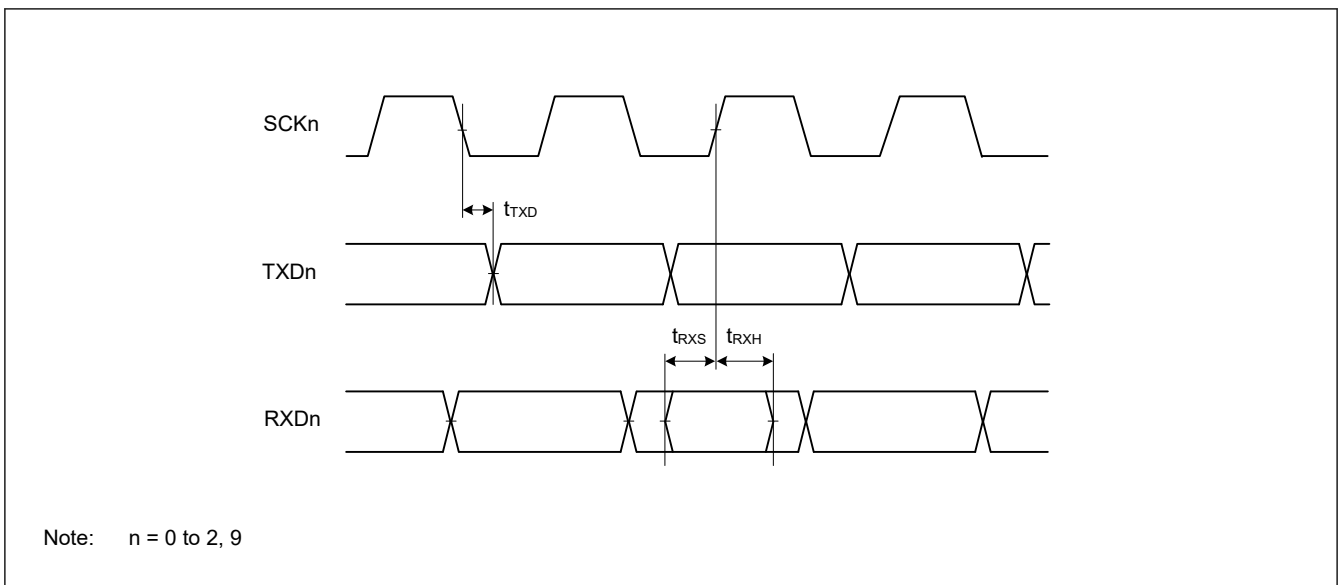 SCKn
tTXD
TXDn
tRXS tRXH
RXDn
Note: n = 0 to 2, 9